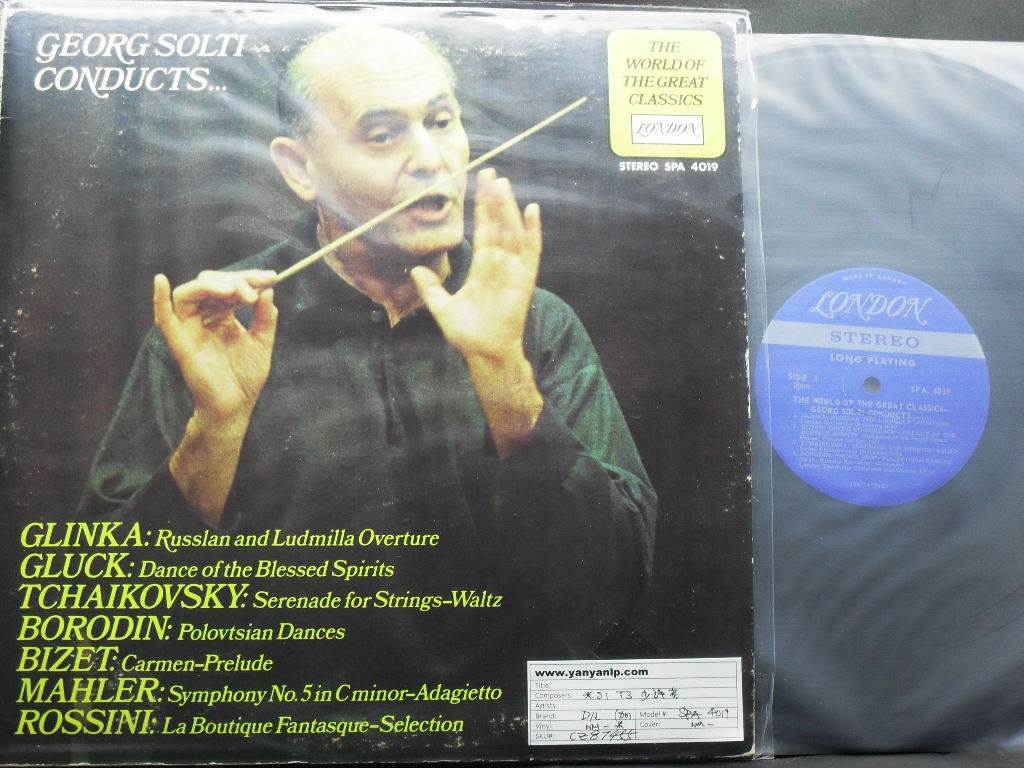 GEORG SOLTI
CONDUCTS...
THE
WORLD OF
THE GREAT
CLASSICS
LONDON
STEREO SPA 4019
GLINKA: Russlan and Ludmilla Overture
GLUCK: Dance of the Blessed Spirits
TCHAIKOVSKY: Serenade for Strings-Waltz
BORODIN: Polovtsian Dances
BIZET: Carmen-Prelude
MAHLER: Symphony No. 5 in C minor-Adagietto
ROSSINI: La Boutique Fantasque-Selection
www.yanyanlp.com
Title:
Composers:
Artists:
Brand: D/L Model#: SPA 4019
Vinyl: NM - Cover: NM -
SKU#:
MADE IN CANADA
LONDON
STEREO
LONG PLAYING
SIDE 1
SPA. 4019
THE WORLD OF THE GREAT CLASSICS-
GEORG SOLTI CONDUCTS